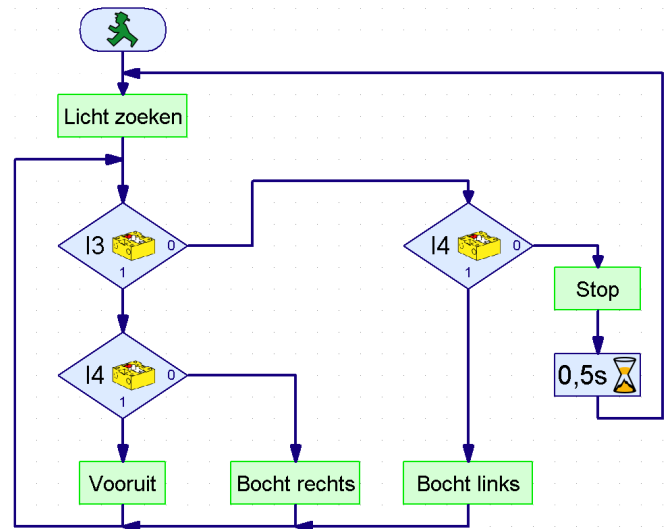 Licht zoeken
I3
0
1
I4
0
1
Stop
0,5s
I4
0
1
Vooruit
Bocht rechts
Bocht links